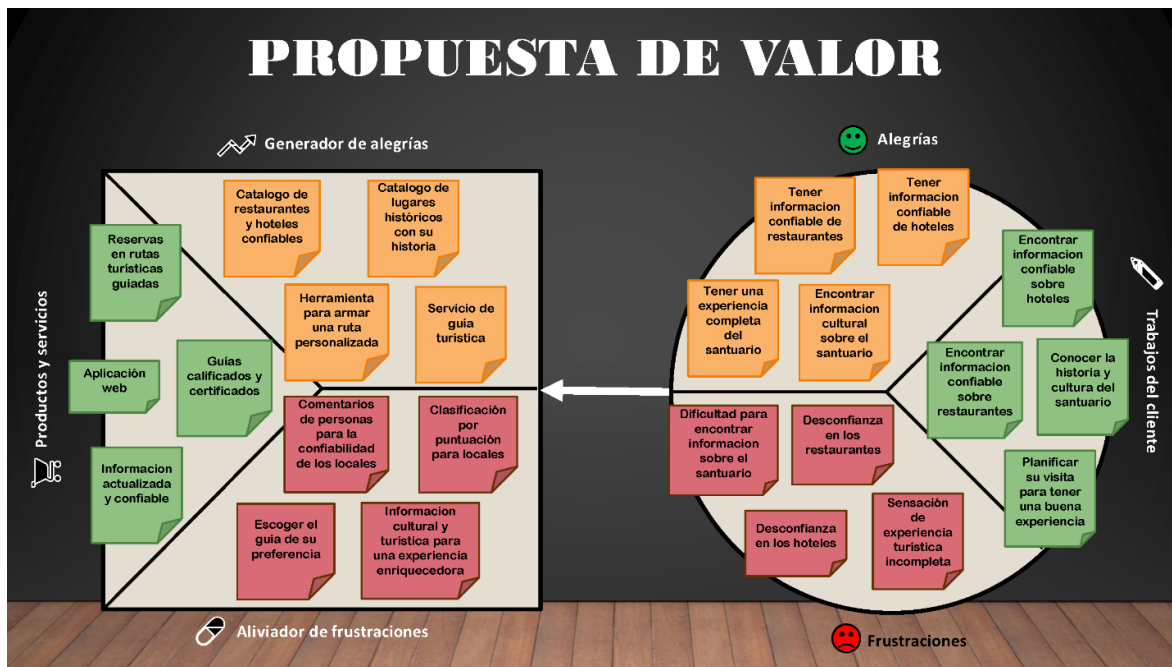 PROPUESTA DE VALOR
Generador de alegrías
Catalogo de
restaurantes
y hoteles
confiables
Catalogo de
lugares
históricos
con su
historia
Herramienta
para armar
una ruta
personalizada
Servicio de
guía
turística
Productos y servicios
Reservas
en rutas
turísticas
guiadas
Guías
calificados y
certificados
Aplicación
web
Informacion
actualizada
y confiable
Comentarios
de personas
para la
confiabilidad
de los locales
Clasificación
por
puntuación
para locales
Escoger el
guia de su
preferencia
Informacion
cultural y
turística para
una experiencia
enriquecedora
Aliviador de frustraciones
Alegrías
Tener
informacion
confiable de
restaurantes
Tener
informacion
confiable
de hoteles
Tener una
experiencia
completa
del
santuario
Encontrar
informacion
cultural
sobre el
santuario
Trabajos del cliente
Encontrar
informacion
confiable
sobre
hoteles
Encontrar
informacion
confiable
sobre
restaurantes
Conocer la
historia y
cultura del
santuario
Planificar
su visita
para tener
una buena
experiencia
Dificultad para
encontrar
informacion
sobre el
santuario
Desconfianza
en los
restaurantes
Desconfianza
en los hoteles
Sensación
de
experiencia
turística
incompleta
Frustraciones